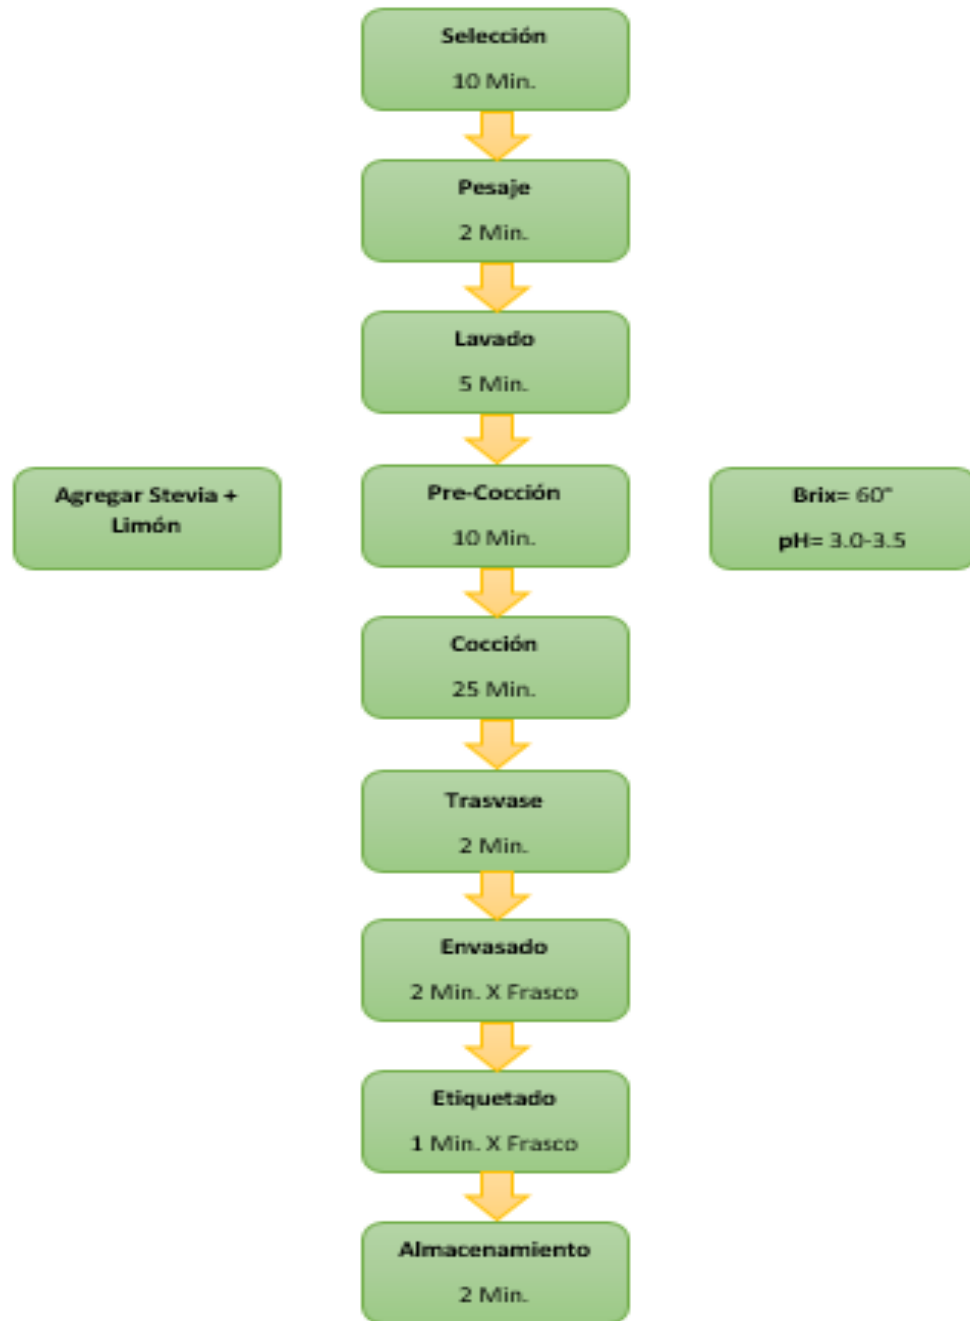 Selección
10 Min.
Pesaje
2 Min.
Lavado
5 Min.
Agregar Stevia +
Limón
Pre-Cocción
10 Min.
Brix= 60°
pH= 3.0-3.5
Cocción
25 Min.
Trasvase
2 Min.
Envasado
2 Min. X Frasco
Etiquetado
1 Min. X Frasco
Almacenamiento
2 Min.